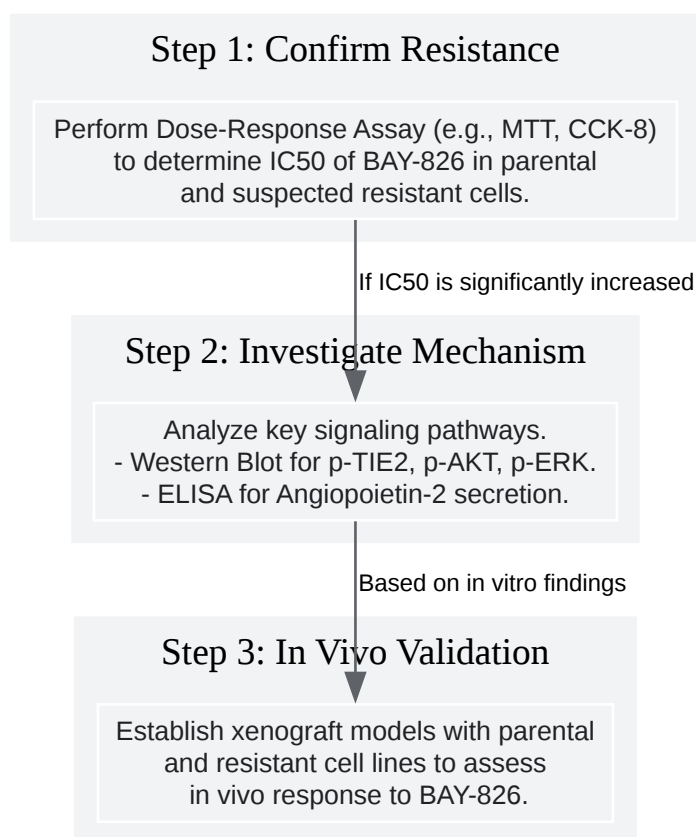 Step 1: Confirm Resistance
Perform Dose-Response Assay (e.g., MTT, CCK-8)
to determine IC50 of BAY-826 in parental
and suspected resistant cells.
If IC50 is significantly increased
Step 2: Investigate Mechanism
Analyze key signaling pathways.
- Western Blot for p-TIE2, p-AKT, p-ERK.
- ELISA for Angiopoietin-2 secretion.
Based on in vitro findings
Step 3: In Vivo Validation
Establish xenograft models with parental
and resistant cell lines to assess
in vivo response to BAY-826.